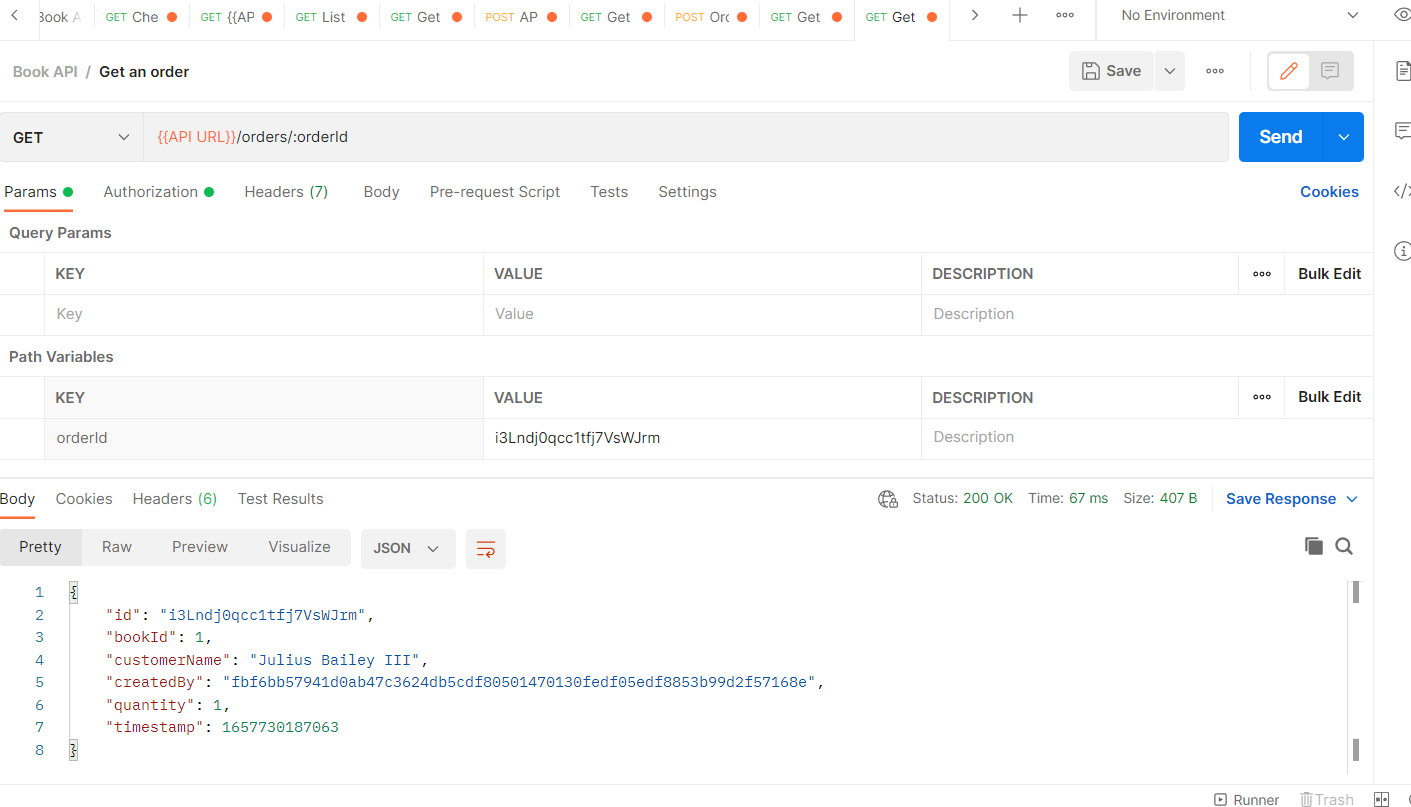 Book A GET Che GET {{AP GET List GET Get POST AP GET Get POST Orc GET Get GET Get No Environment
Book API / Get an order Save
GET {{API URL}}/orders/:orderId Send
Params Authorization Headers (7) Body Pre-request Script Tests Settings Cookies
Query Params
KEY VALUE DESCRIPTION Bulk Edit
Key Value Description
Path Variables
KEY VALUE DESCRIPTION Bulk Edit
orderId i3Lndj0qcc1tfj7VsWJrm Description
Body Cookies Headers (6) Test Results Status: 200 OK Time: 67 ms Size: 407 B Save Response
Pretty Raw Preview Visualize JSON
1 {
2 "id": "i3Lndj0qcc1tfj7VsWJrm",
3 "bookId": 1,
4 "customerName": "Julius Bailey III",
5 "createdBy": "fbf6bb57941d0ab47c3624db5cdf80501470130fedf05edf8853b99d2f57168e",
6 "quantity": 1,
7 "timestamp": 1657730187063
8 }
Runner Trash